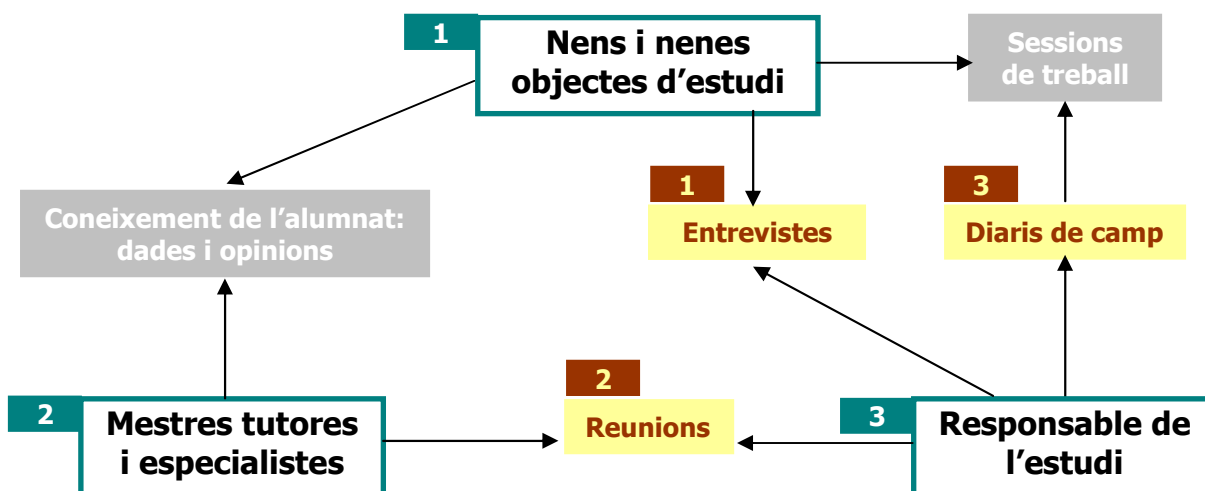 1
Nens i nenes
objectes d’estudi
Sessions
de treball
1
3
Coneixement de l’alumnat:
dades i opinions
Entrevistes
Diaris de camp
2
2
Mestres tutores
i especialistes
Reunions
3
Responsable de
l’estudi